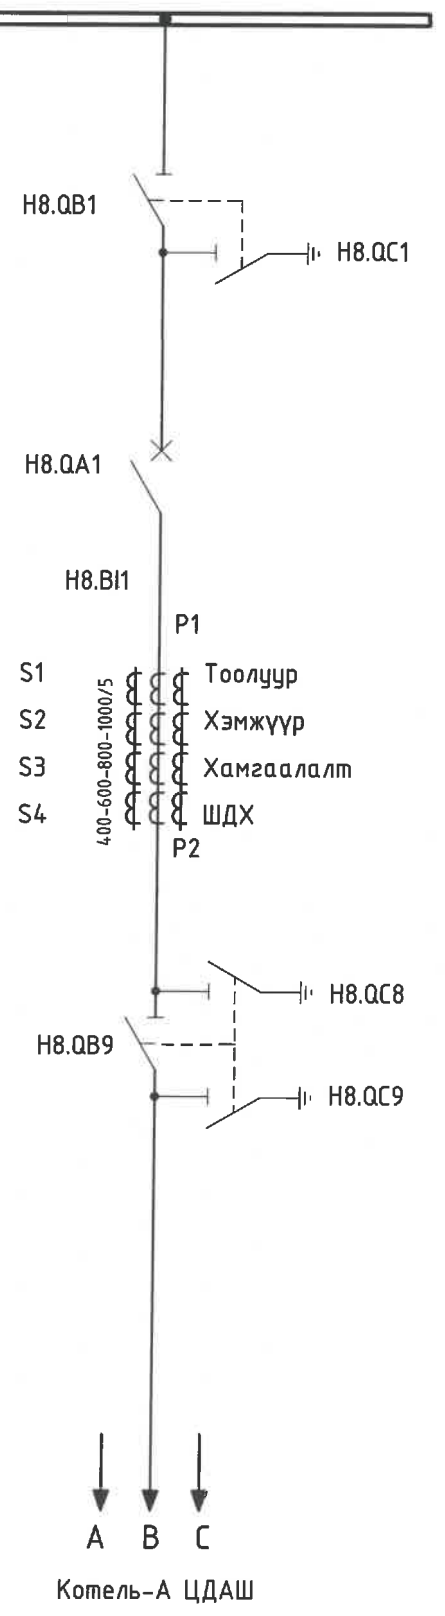 H8.QB1
H8.QC1
H8.QA1
H8.BI1
P1
S1 Тоолуур
S2 Хэмжүүр
S3 Хамгаалалт
S4 ШДХ
400-600-800-1000/5
P2
H8.QC8
H8.QB9
H8.QC9
A B C
Котель-А ЦДАШ